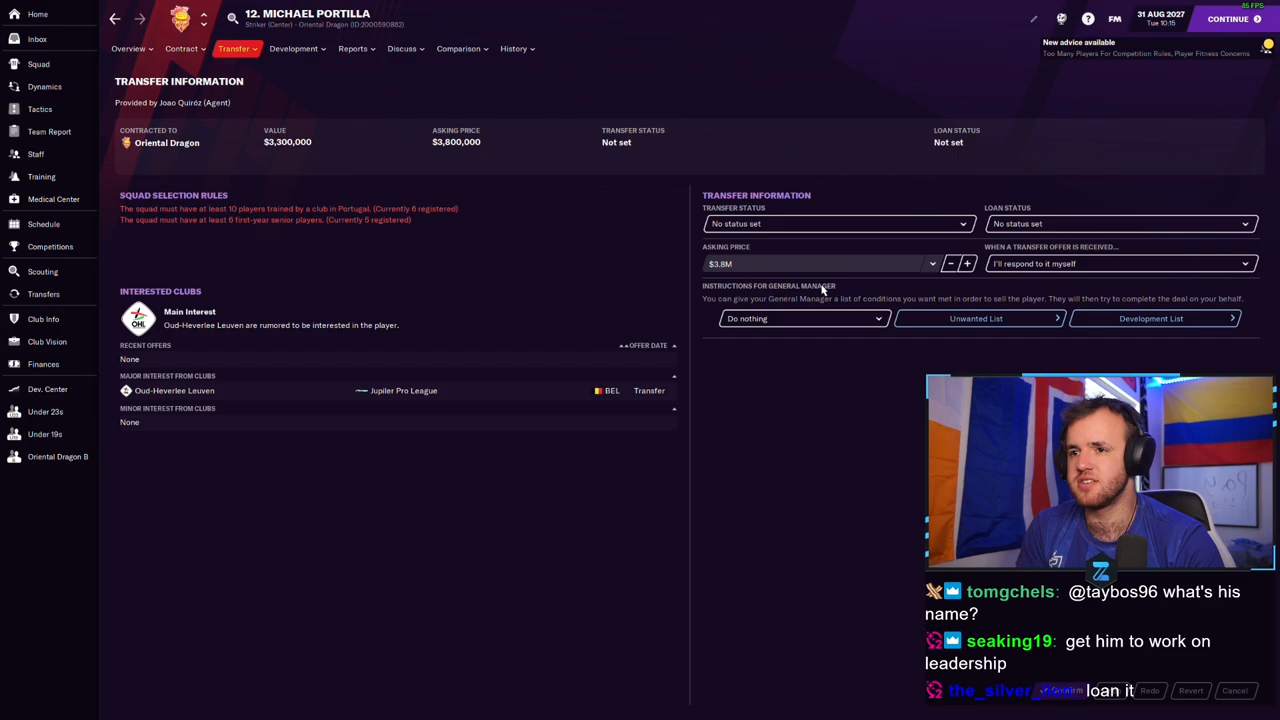 85 FPS
Home
12. MICHAEL PORTILLA
Striker (Center) - Oriental Dragon (ID:2000590862)
FM
31 AUG 2027
Tue 10:15
CONTINUE
Inbox
Overview
Contract
Transfer
Development
Reports
Discuss
Comparison
History
New advice available
Too Many Players For Competition Rules, Player Fitness Concerns
Squad
Dynamics
Tactics
Team Report
Staff
Training
Medical Center
Schedule
Competitions
Scouting
Transfers
Club Info
Club Vision
Finances
Dev. Center
Under 23s
Under 19s
Oriental Dragon B
TRANSFER INFORMATION
Provided by Joao Quiróz (Agent)
CONTRACTED TO
VALUE
ASKING PRICE
TRANSFER STATUS
LOAN STATUS
Oriental Dragon
$3,300,000
$3,800,000
Not set
Not set
SQUAD SELECTION RULES
The squad must have at least 10 players trained by a club in Portugal. (Currently 6 registered)
The squad must have at least 6 first-year senior players. (Currently 5 registered)
INTERESTED CLUBS
OHL
Main Interest
Oud-Heverlee Leuven are rumored to be interested in the player.
RECENT OFFERS
OFFER DATE
None
MAJOR INTEREST FROM CLUBS
Oud-Heverlee Leuven
Jupiler Pro League
BEL
Transfer
MINOR INTEREST FROM CLUBS
None
TRANSFER INFORMATION
TRANSFER STATUS
LOAN STATUS
No status set
No status set
ASKING PRICE
WHEN A TRANSFER OFFER IS RECEIVED...
$3.8M
I'll respond to it myself
INSTRUCTIONS FOR GENERAL MANAGER
You can give your General Manager a list of conditions you want met in order to sell the player. They will then try to complete the deal on your behalf.
Do nothing
Unwanted List
Development List
tomgchels: @taybos96 what's his
name?
seaking19: get him to work on
leadership
loan it
Confirm
Redo
Revert
Cancel